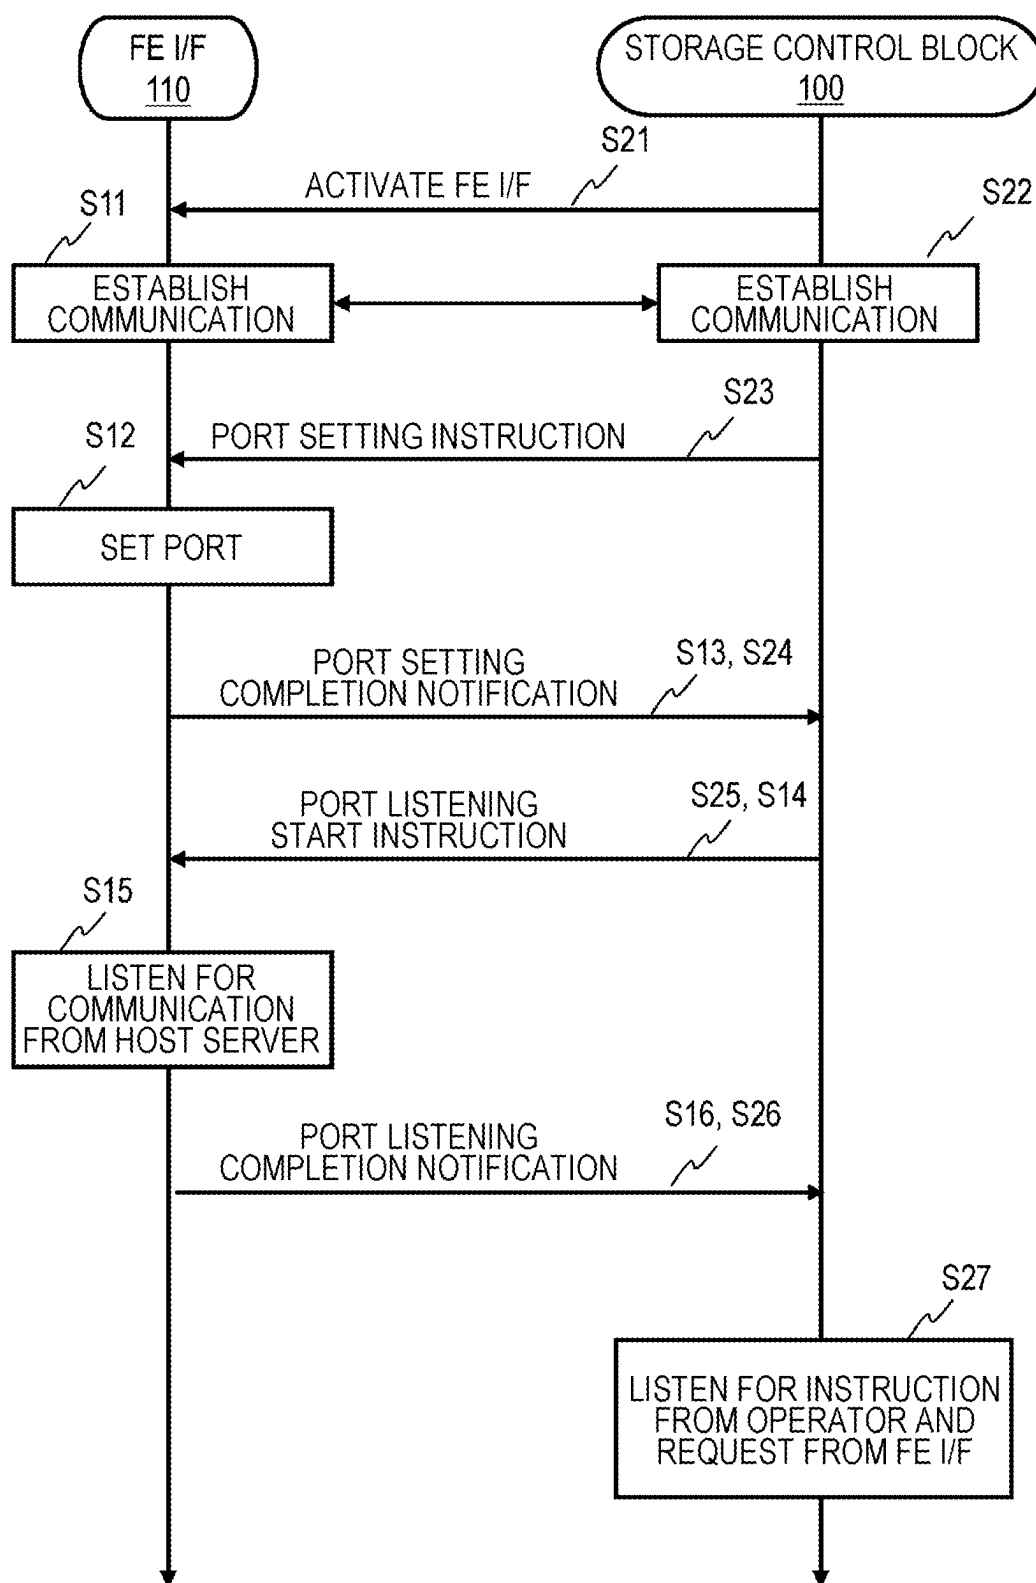 FE I/F
110
STORAGE CONTROL BLOCK
100
S21
ACTIVATE FE I/F
S11
S22
ESTABLISH
COMMUNICATION
ESTABLISH
COMMUNICATION
S23
PORT SETTING INSTRUCTION
S12
SET PORT
PORT SETTING
COMPLETION NOTIFICATION
S13, S24
PORT LISTENING
START INSTRUCTION
S25, S14
S15
LISTEN FOR
COMMUNICATION
FROM HOST SERVER
PORT LISTENING
COMPLETION NOTIFICATION
S16, S26
S27
LISTEN FOR INSTRUCTION
FROM OPERATOR AND
REQUEST FROM FE I/F